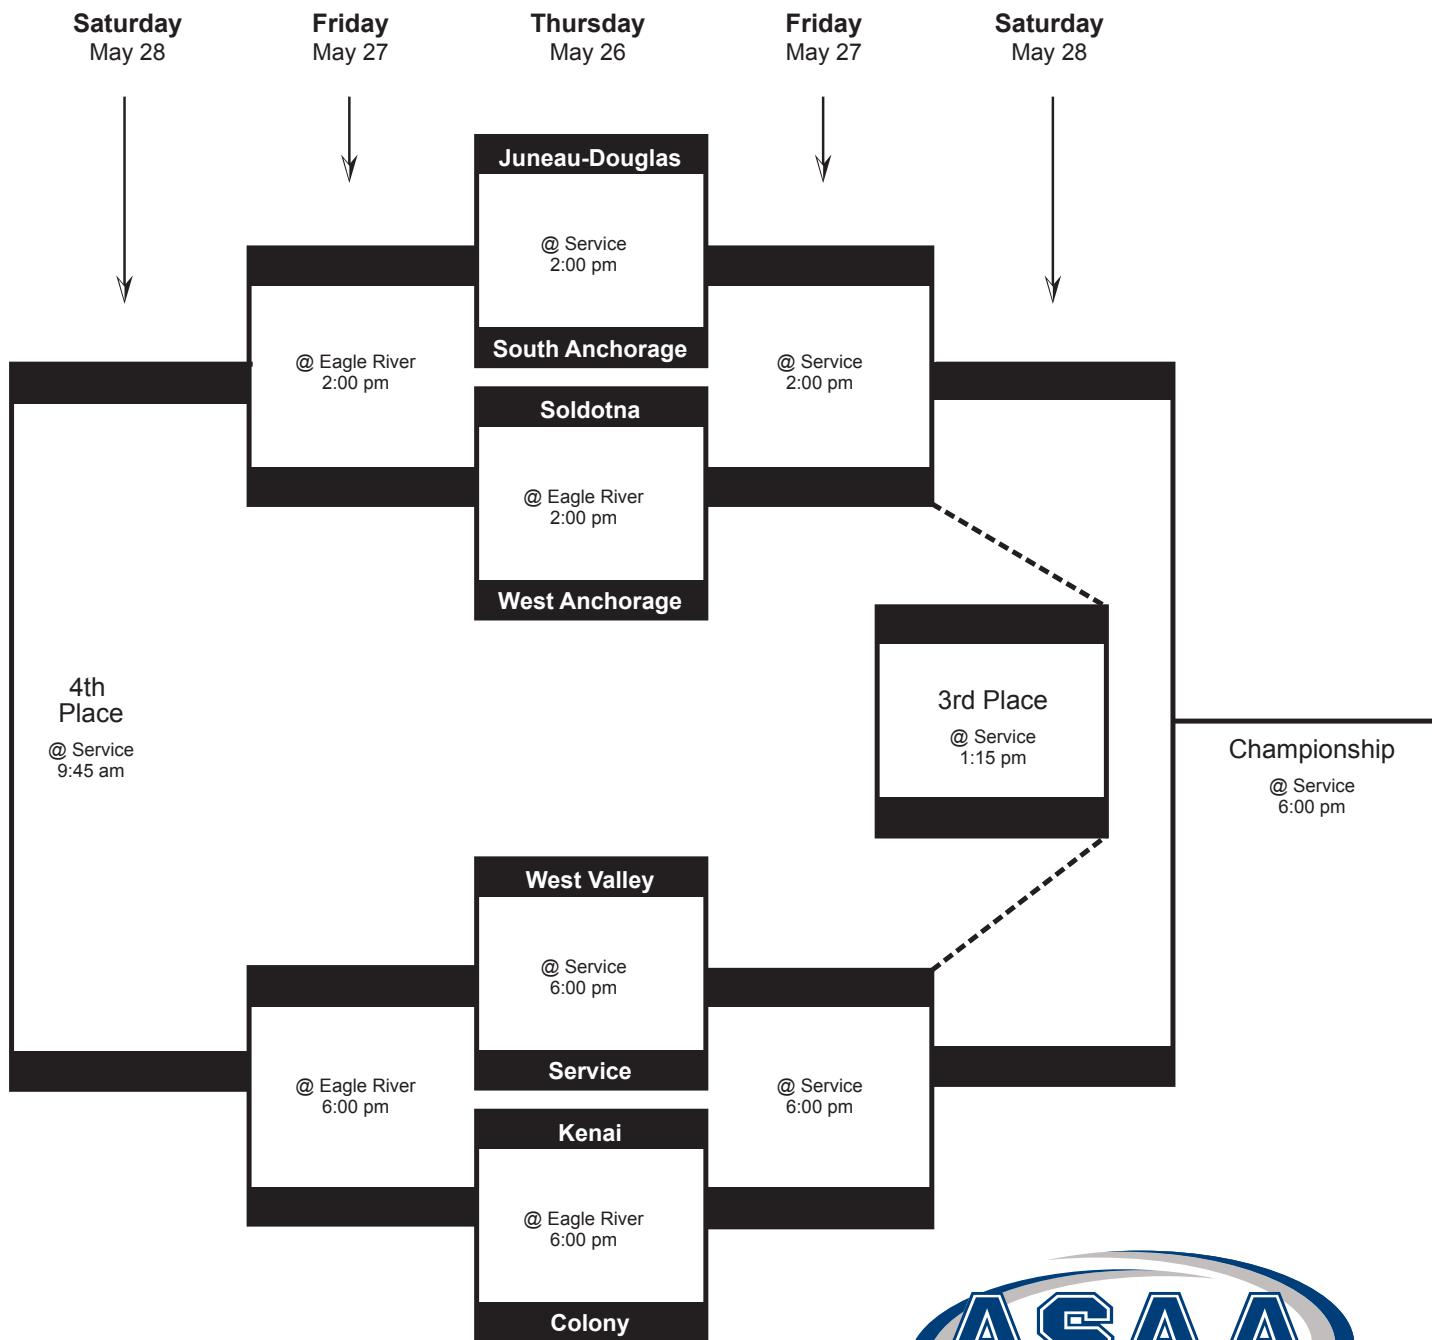 Saturday
May 28
Friday
May 27
Thursday
May 26
Friday
May 27
Saturday
May 28
Juneau-Douglas
@ Service
2:00 pm
South Anchorage
@ Eagle River
2:00 pm
@ Service
2:00 pm
Soldotna
@ Eagle River
2:00 pm
West Anchorage
4th
Place
@ Service
9:45 am
3rd Place
@ Service
1:15 pm
Championship
@ Service
6:00 pm
West Valley
@ Service
6:00 pm
Service
@ Eagle River
6:00 pm
@ Service
6:00 pm
Kenai
@ Eagle River
6:00 pm
Colony
ASAA